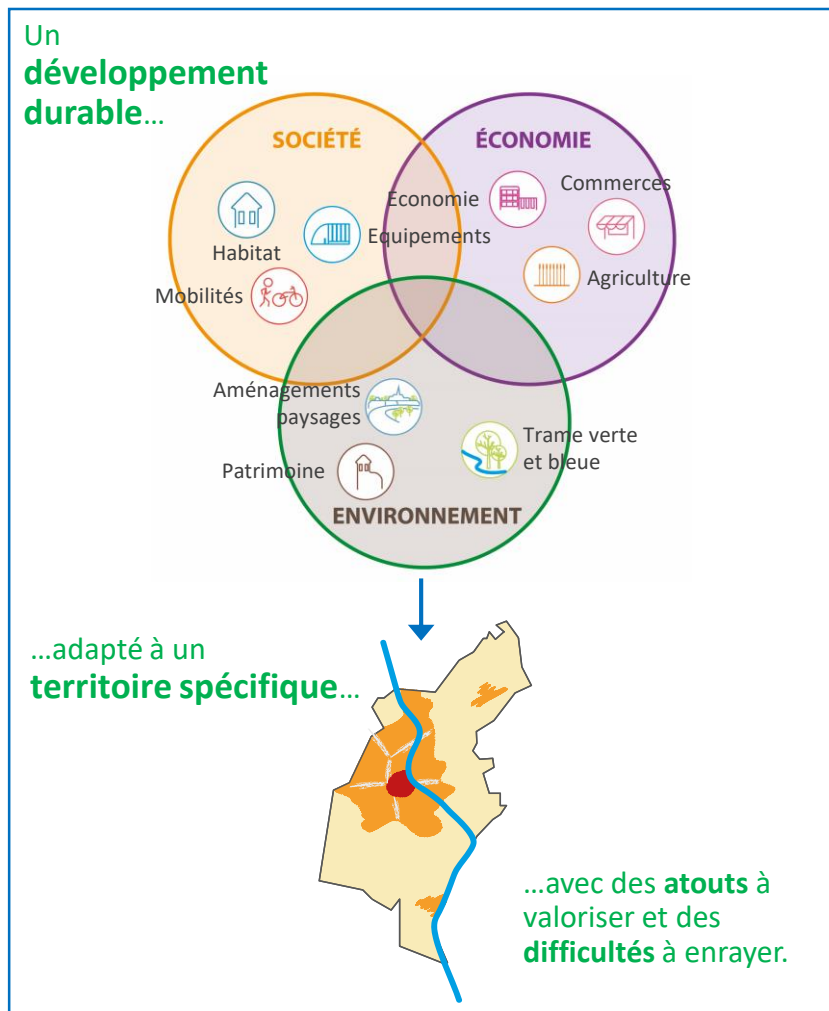 Un
développement
durable...
SOCIÉTÉ
ÉCONOMIE
Commerces
Economie
Equipements
Habitat
Agriculture
Mobilités
Aménagements
paysages
Trame verte
et bleue
Patrimoine
ENVIRONNEMENT
...adapté à un
territoire spécifique...
...avec des atouts à
valoriser et des
difficultés à enrayer.